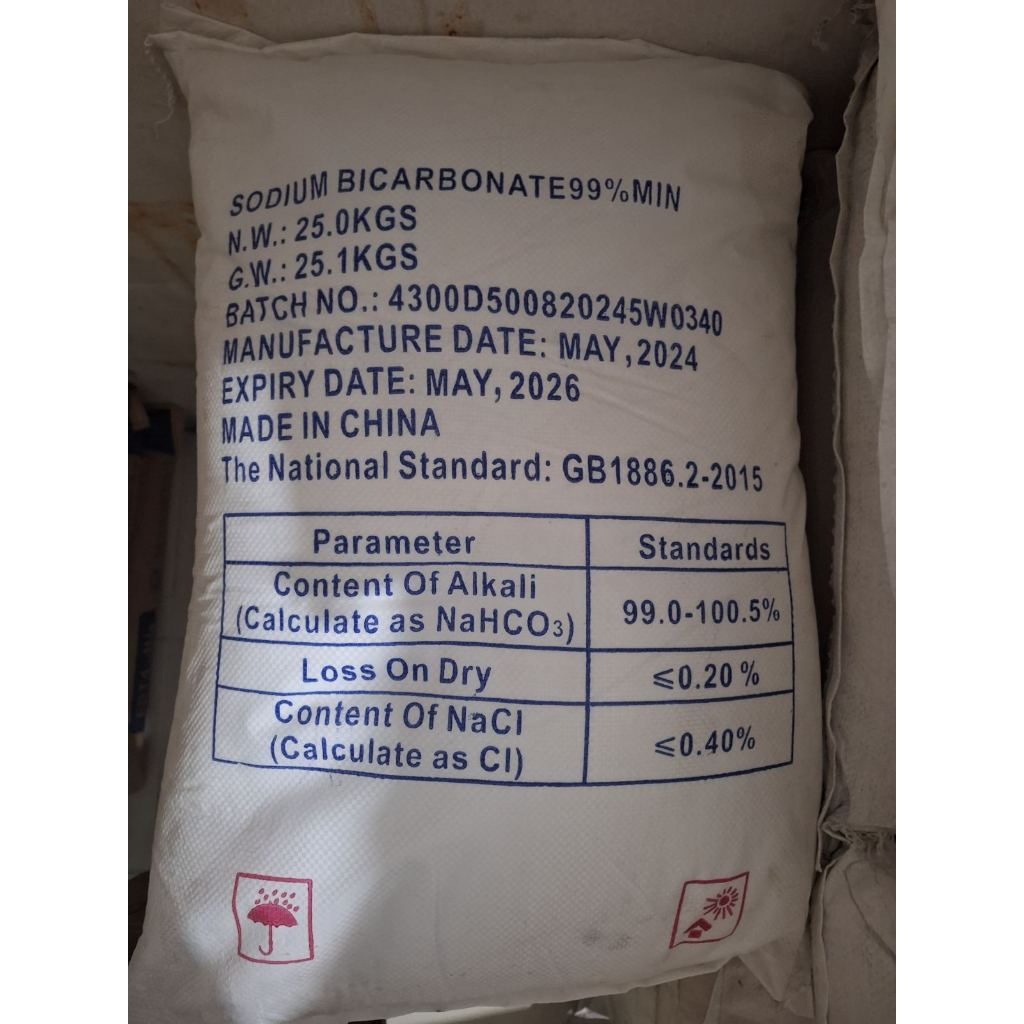 SODIUM BICARBONATE99%MIN
N.W.: 25.0KGS
G.W.: 25.1KGS
BATCH NO.: 4300D500820245W0340
MANUFACTURE DATE: MAY, 2024
EXPIRY DATE: MAY, 2026
MADE IN CHINA
The National Standard: GB1886.2-2015
Parameter Standards
Content Of Alkali
(Calculate as NaHCO₃) 99.0-100.5%
Loss On Dry ⩽0.20 %
Content Of NaCl
(Calculate as Cl) ⩽0.40%